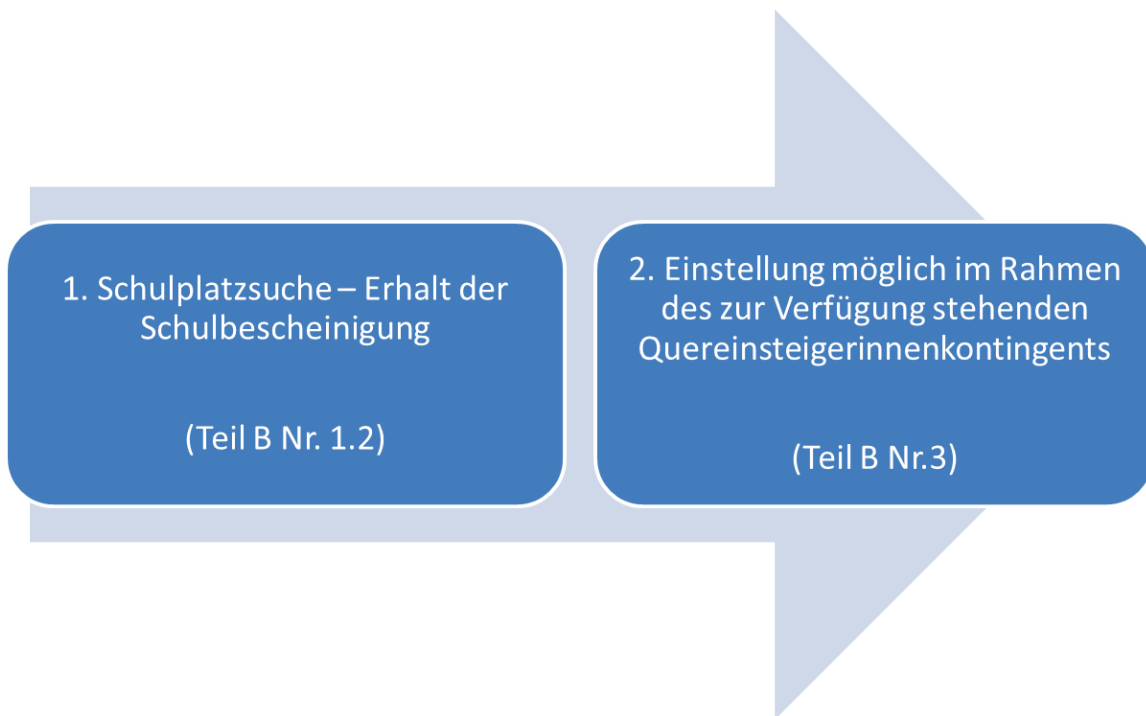 1. Schulplatzsuche – Erhalt der
Schulbescheinigung
(Teil B Nr. 1.2)
2. Einstellung möglich im Rahmen
des zur Verfügung stehenden
Quereinsteigerinnenkontingents
(Teil B Nr.3)